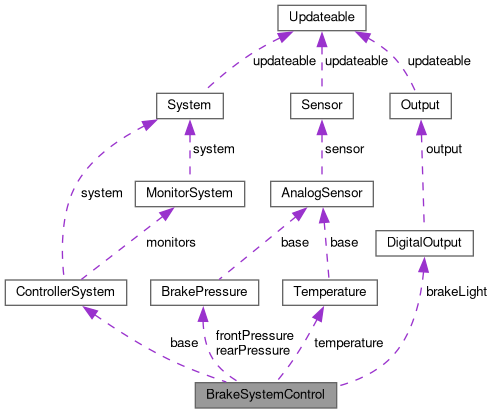 Updateable
updateable
updateable
updateable
System
Sensor
Output
system
sensor
output
system
MonitorSystem
AnalogSensor
monitors
base
base
DigitalOutput
ControllerSystem
BrakePressure
Temperature
brakeLight
base
frontPressure
rearPressure
temperature
BrakeSystemControl